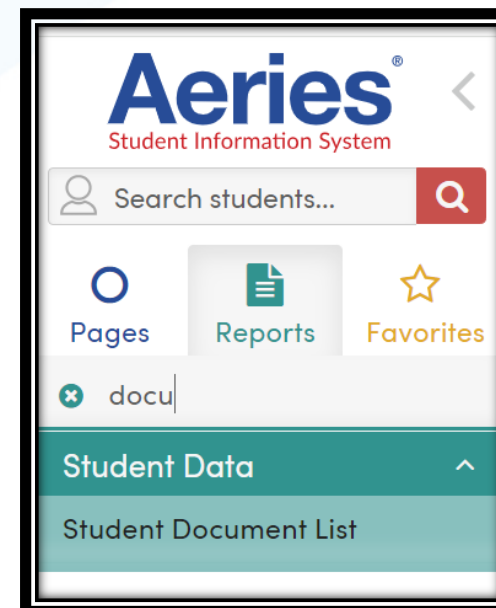 Aeries®
Student Information System
Search students...
Pages Reports Favorites
docu
Student Data
Student Document List